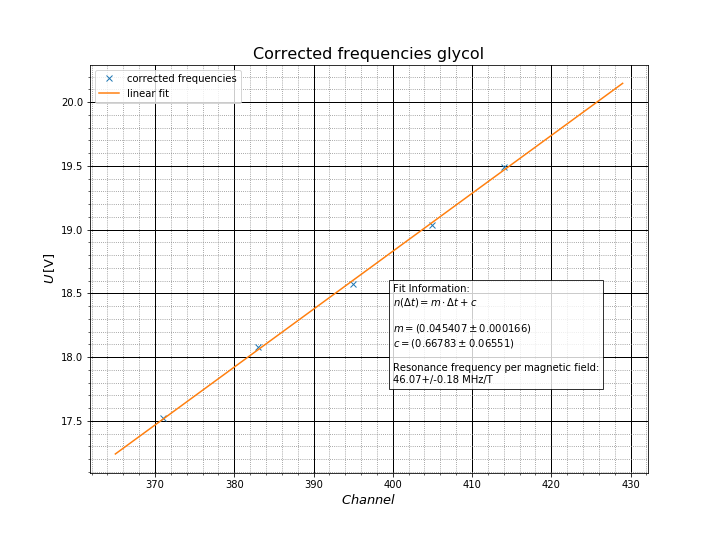 Corrected frequencies glycol
corrected frequencies
linear fit
20.0
19.5
19.0
18.5
18.0
17.5
U [V]
Fit Information:
n(Δt) = m · Δt + c
m = (0.045407 ± 0.000166)
c = (0.66783 ± 0.06551)
Resonance frequency per magnetic field:
46.07+/-0.18 MHz/T
370 380 390 400 410 420 430
Channel